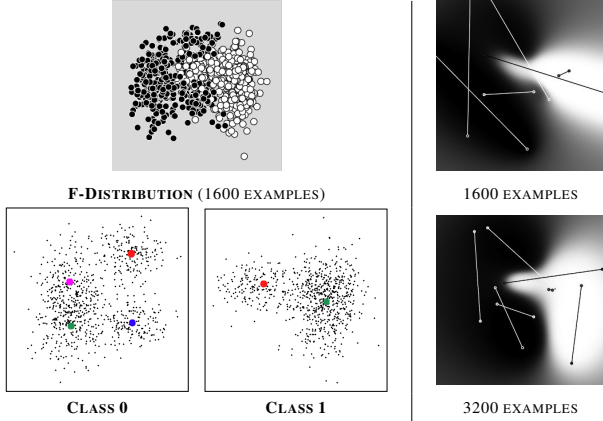 F-DISTRIBUTION (1600 EXAMPLES)
1600 EXAMPLES
CLASS 0
CLASS 1
3200 EXAMPLES